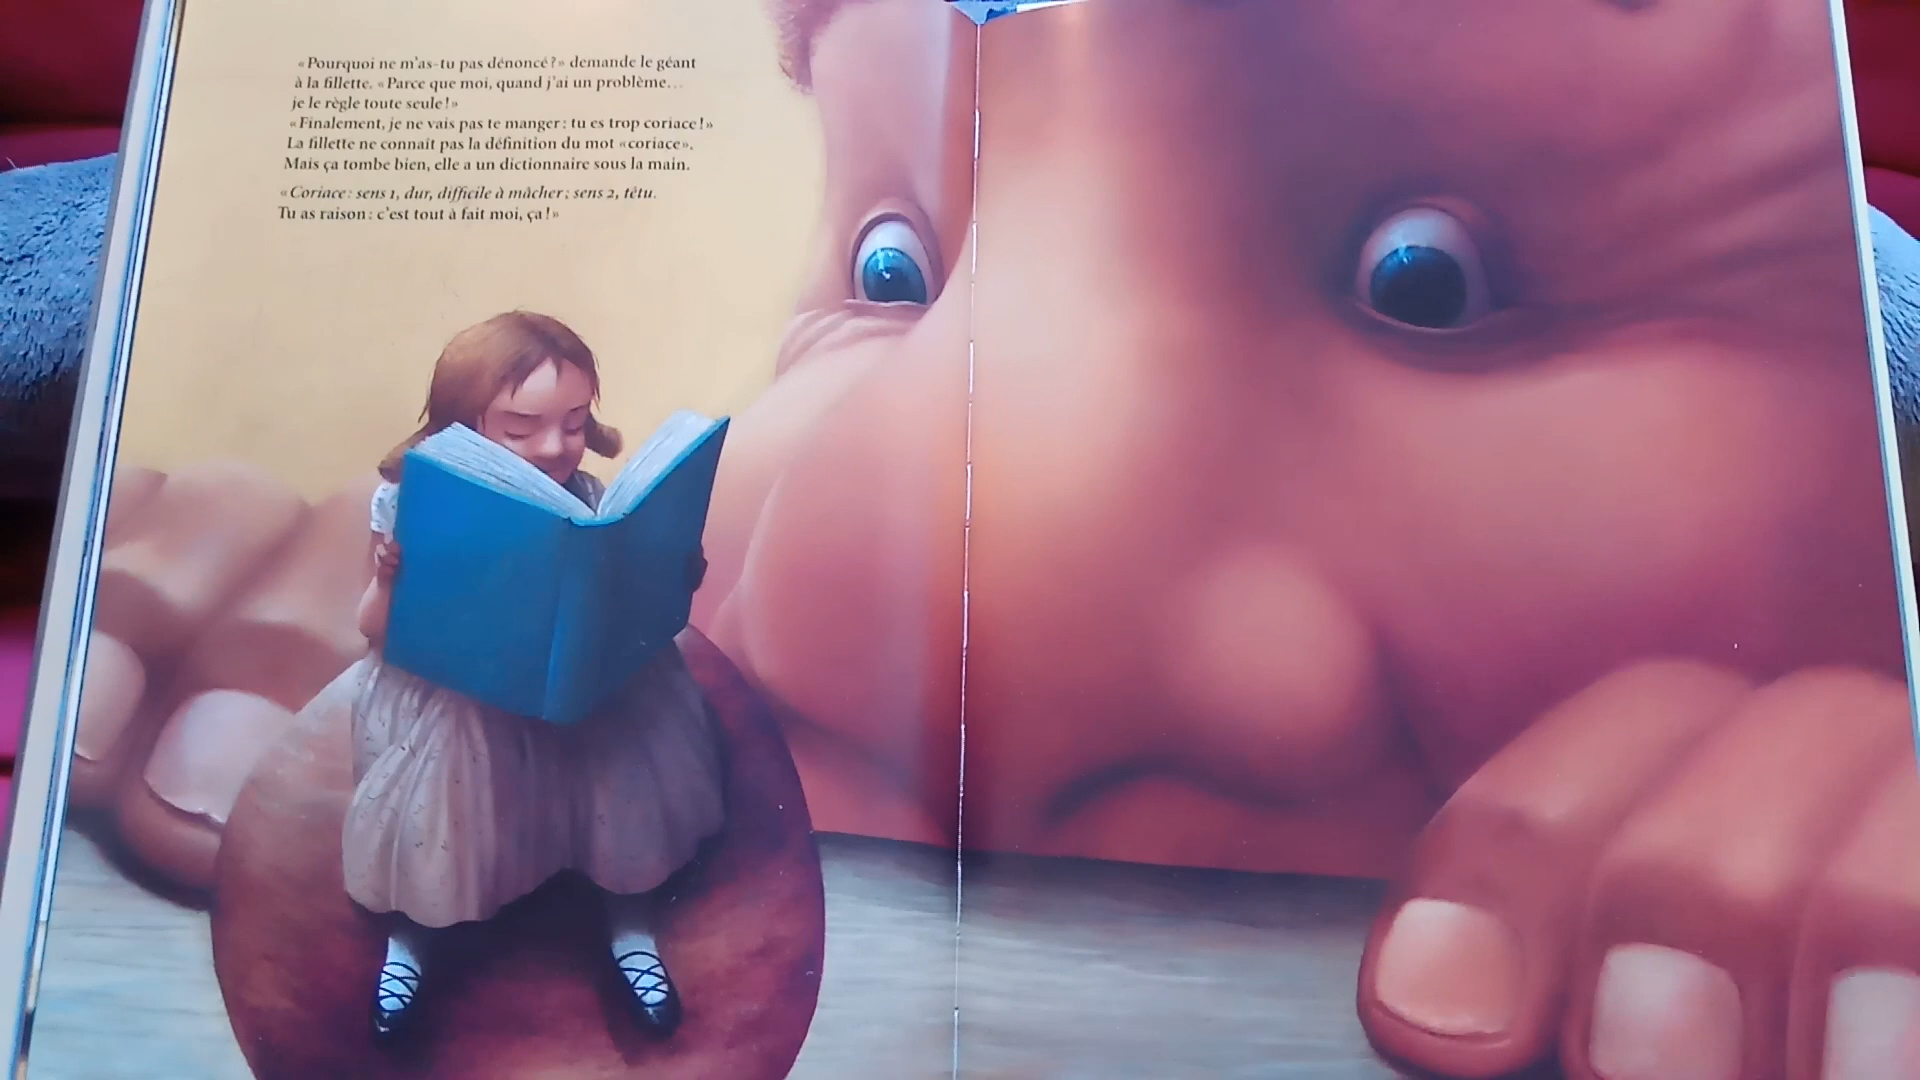 «Pourquoi ne m'as-tu pas dénoncé?» demande le géant
à la fillette. «Parce que moi, quand j'ai un problème…
je le règle toute seule!»
«Finalement, je ne vais pas te manger: tu es trop coriace!»
La fillette ne connaît pas la définition du mot «coriace».
Mais ça tombe bien, elle a un dictionnaire sous la main.
«Coriace: sens 1, dur, difficile à mâcher; sens 2, têtu.
Tu as raison: c'est tout à fait moi, ça!»